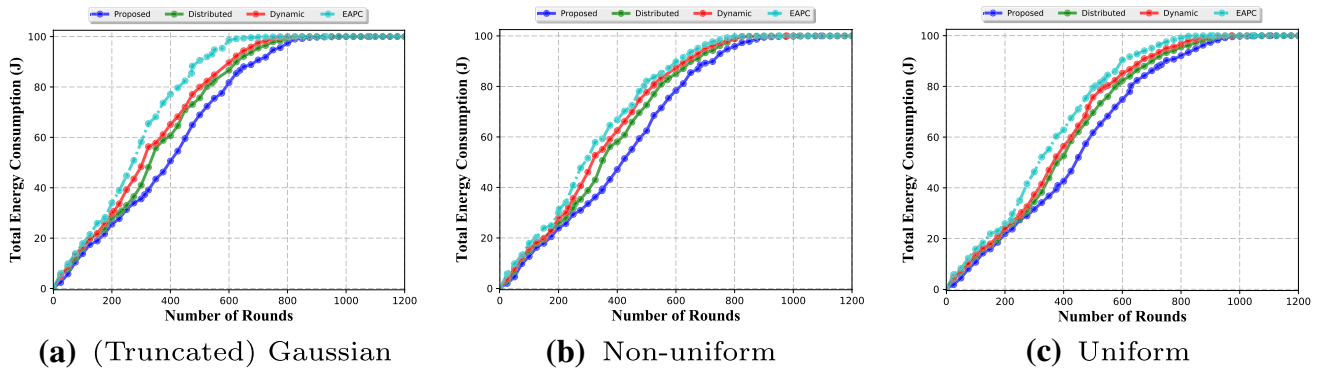 Proposed Distributed Dynamic EAPC
Total Energy Consumption (J)
100
80
60
40
20
0
0 200 400 600 800 1000 1200
Number of Rounds
(a) (Truncated) Gaussian
Proposed Distributed Dynamic EAPC
Total Energy Consumption (J)
100
80
60
40
20
0
0 200 400 600 800 1000 1200
Number of Rounds
(b) Non-uniform
Proposed Distributed Dynamic EAPC
Total Energy Consumption (J)
100
80
60
40
20
0
0 200 400 600 800 1000 1200
Number of Rounds
(c) Uniform